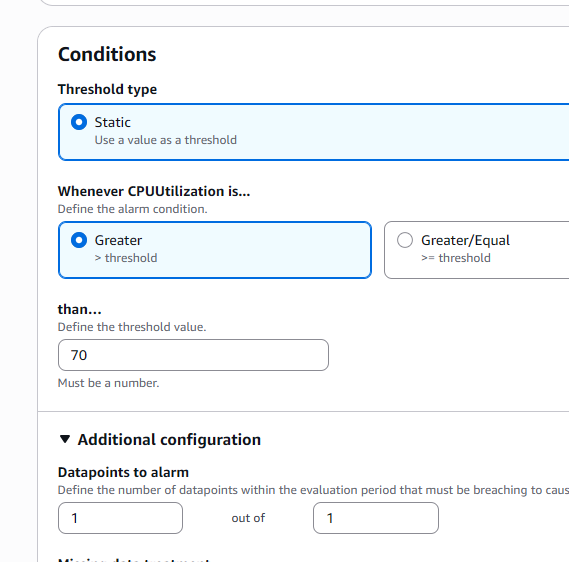 Conditions
Threshold type
Static
Use a value as a threshold
Whenever CPUUtilization is...
Define the alarm condition.
Greater
> threshold
Greater/Equal
>= threshold
than...
Define the threshold value.
70
Must be a number.
Additional configuration
Datapoints to alarm
Define the number of datapoints within the evaluation period that must be breaching to caus
1 out of 1